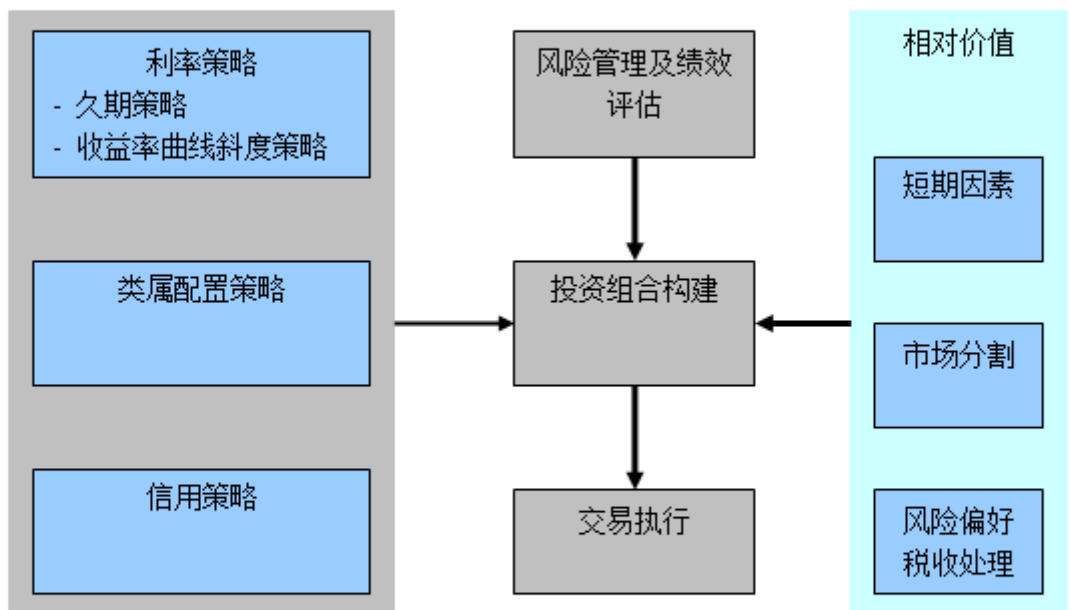 利率策略
- 久期策略
- 收益率曲线斜度策略
类属配置策略
信用策略
风险管理及绩效
评估
投资组合构建
交易执行
相对价值
短期因素
市场分割
风险偏好
税收处理